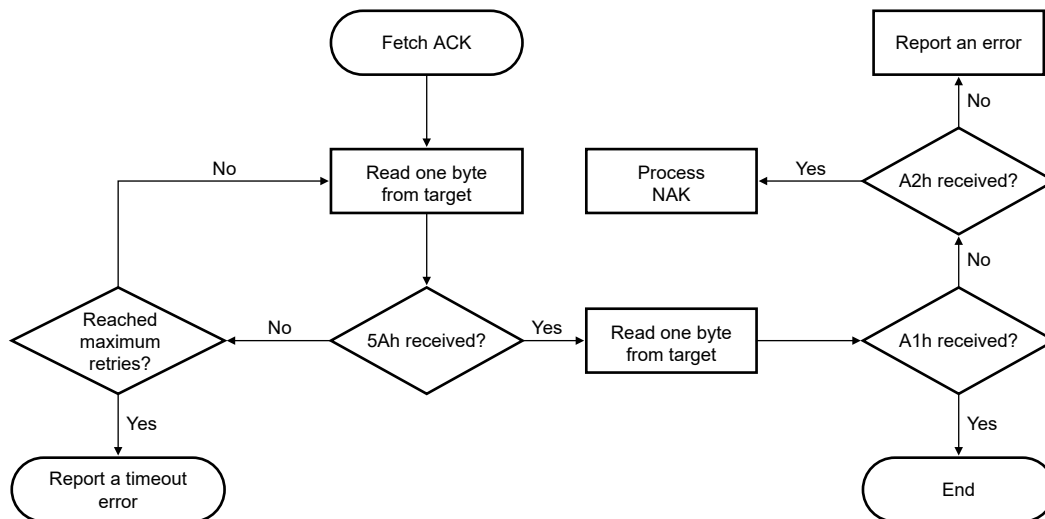 Fetch ACK
Report an error
No
No
Read one byte
from target
Process
NAK
Yes
A2h received?
No
Reached
maximum
retries?
No
5Ah received?
Yes
Read one byte
from target
A1h received?
Yes
Yes
Report a timeout
error
End